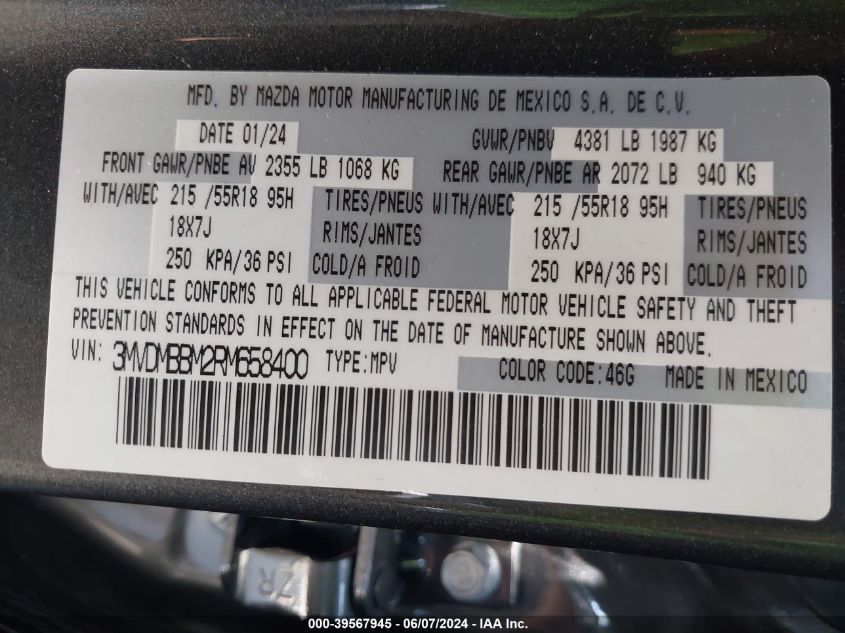 MFD. BY MAZDA MOTOR MANUFACTURING DE MEXICO S.A. DE C.V.
DATE 01/24 GVWR/PNBV 4381 LB 1987 KG
FRONT GAWR/PNBE AV 2355 LB 1068 KG REAR GAWR/PNBE AR 2072 LB 940 KG
WITH/AVEC 215 /55R18 95H TIRES/PNEUS WITH/AVEC 215 /55R18 95H TIRES/PNEUS
18X7J RIMS/JANTES 18X7J RIMS/JANTES
250 KPA/36 PSI COLD/A FROID 250 KPA/36 PSI COLD/A FROID
THIS VEHICLE CONFORMS TO ALL APPLICABLE FEDERAL MOTOR VEHICLE SAFETY AND THEFT
PREVENTION STANDARDS IN EFFECT ON THE DATE OF MANUFACTURE SHOWN ABOVE.
VIN: 3MVDMBBM2RM658400 TYPE:MPV COLOR CODE:46G MADE IN MEXICO
ZR
000-39567945 - 06/07/2024 - IAA Inc.